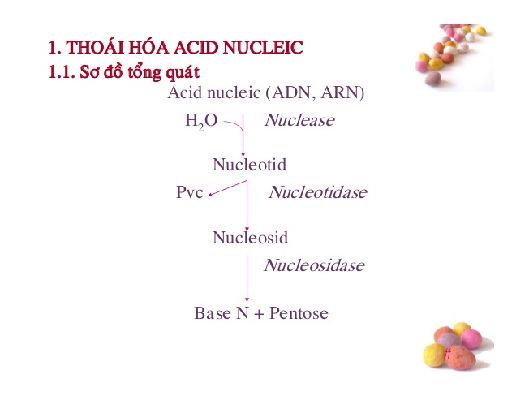 1. THOÁI HÓA ACID NUCLEIC
1.1. Sơ đồ tổng quát
Acid nucleic (ADN, ARN)
H₂O Nuclease
Nucleotid
Pvc Nucleotidase
Nucleosid
Nucleosidase
Base N + Pentose